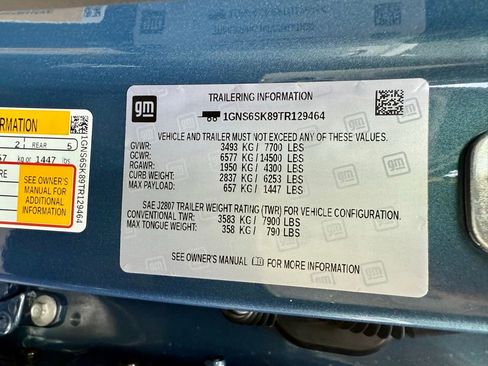 RMATION
2 REAR 5
57 kg or 1447 lbs
SEE OWNER'S
MANUAL FOR
ADDITIONAL
INFORMATION
1GNS6SK89TR129464
gm
TRAILERING INFORMATION
1GNS6SK89TR129464
VEHICLE AND TRAILER MUST NOT EXCEED ANY OF THESE VALUES.
GVWR: 3493 KG / 7700 LBS
GCWR: 6577 KG / 14500 LBS
RGAWR: 1950 KG / 4300 LBS
CURB WEIGHT: 2837 KG / 6253 LBS
MAX PAYLOAD: 657 KG / 1447 LBS
SAE J2807 TRAILER WEIGHT RATING (TWR) FOR VEHICLE CONFIGURATION.
CONVENTIONAL TWR: 3583 KG / 7900 LBS
MAX TONGUE WEIGHT: 358 KG / 790 LBS
SEE OWNER'S MANUAL FOR MORE INFORMATION